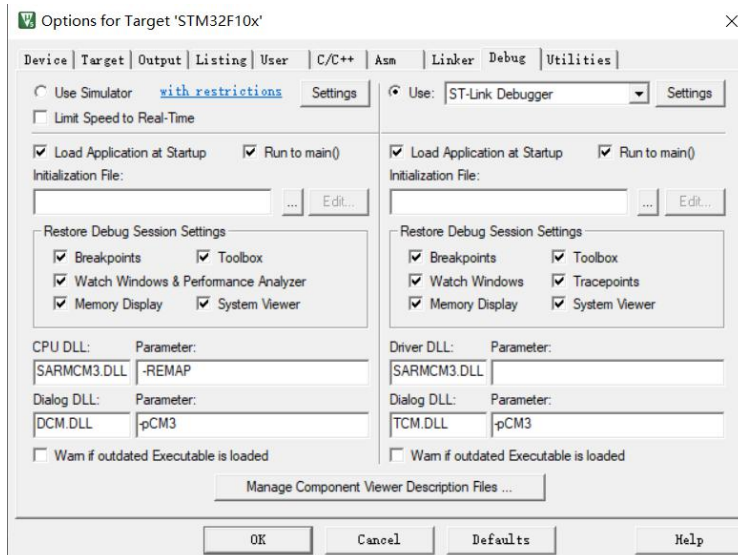 Options for Target 'STM32F10x'
Device Target Output Listing User C/C++ Asm Linker Debug Utilities
Use Simulator with restrictions Settings
Limit Speed to Real-Time
Use: ST-Link Debugger Settings
Load Application at Startup Run to main()
Initialization File:
... Edit...
Restore Debug Session Settings
Breakpoints Toolbox
Watch Windows & Performance Analyzer
Memory Display System Viewer
CPU DLL: Parameter:
SARMCM3.DLL -REMAP
Dialog DLL: Parameter:
DCM.DLL -pCM3
Warn if outdated Executable is loaded
Load Application at Startup Run to main()
Initialization File:
... Edit...
Restore Debug Session Settings
Breakpoints Toolbox
Watch Windows Tracepoints
Memory Display System Viewer
Driver DLL: Parameter:
SARMCM3.DLL
Dialog DLL: Parameter:
TCM.DLL -pCM3
Warn if outdated Executable is loaded
Manage Component Viewer Description Files ...
OK Cancel Defaults Help